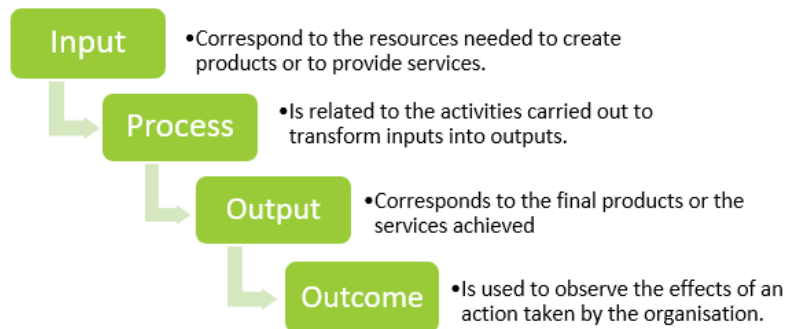 Input
•Correspond to the resources needed to create
products or to provide services.
Process
•Is related to the activities carried out to
transform inputs into outputs.
Output
•Corresponds to the final products or the
services achieved
Outcome
•Is used to observe the effects of an
action taken by the organisation.